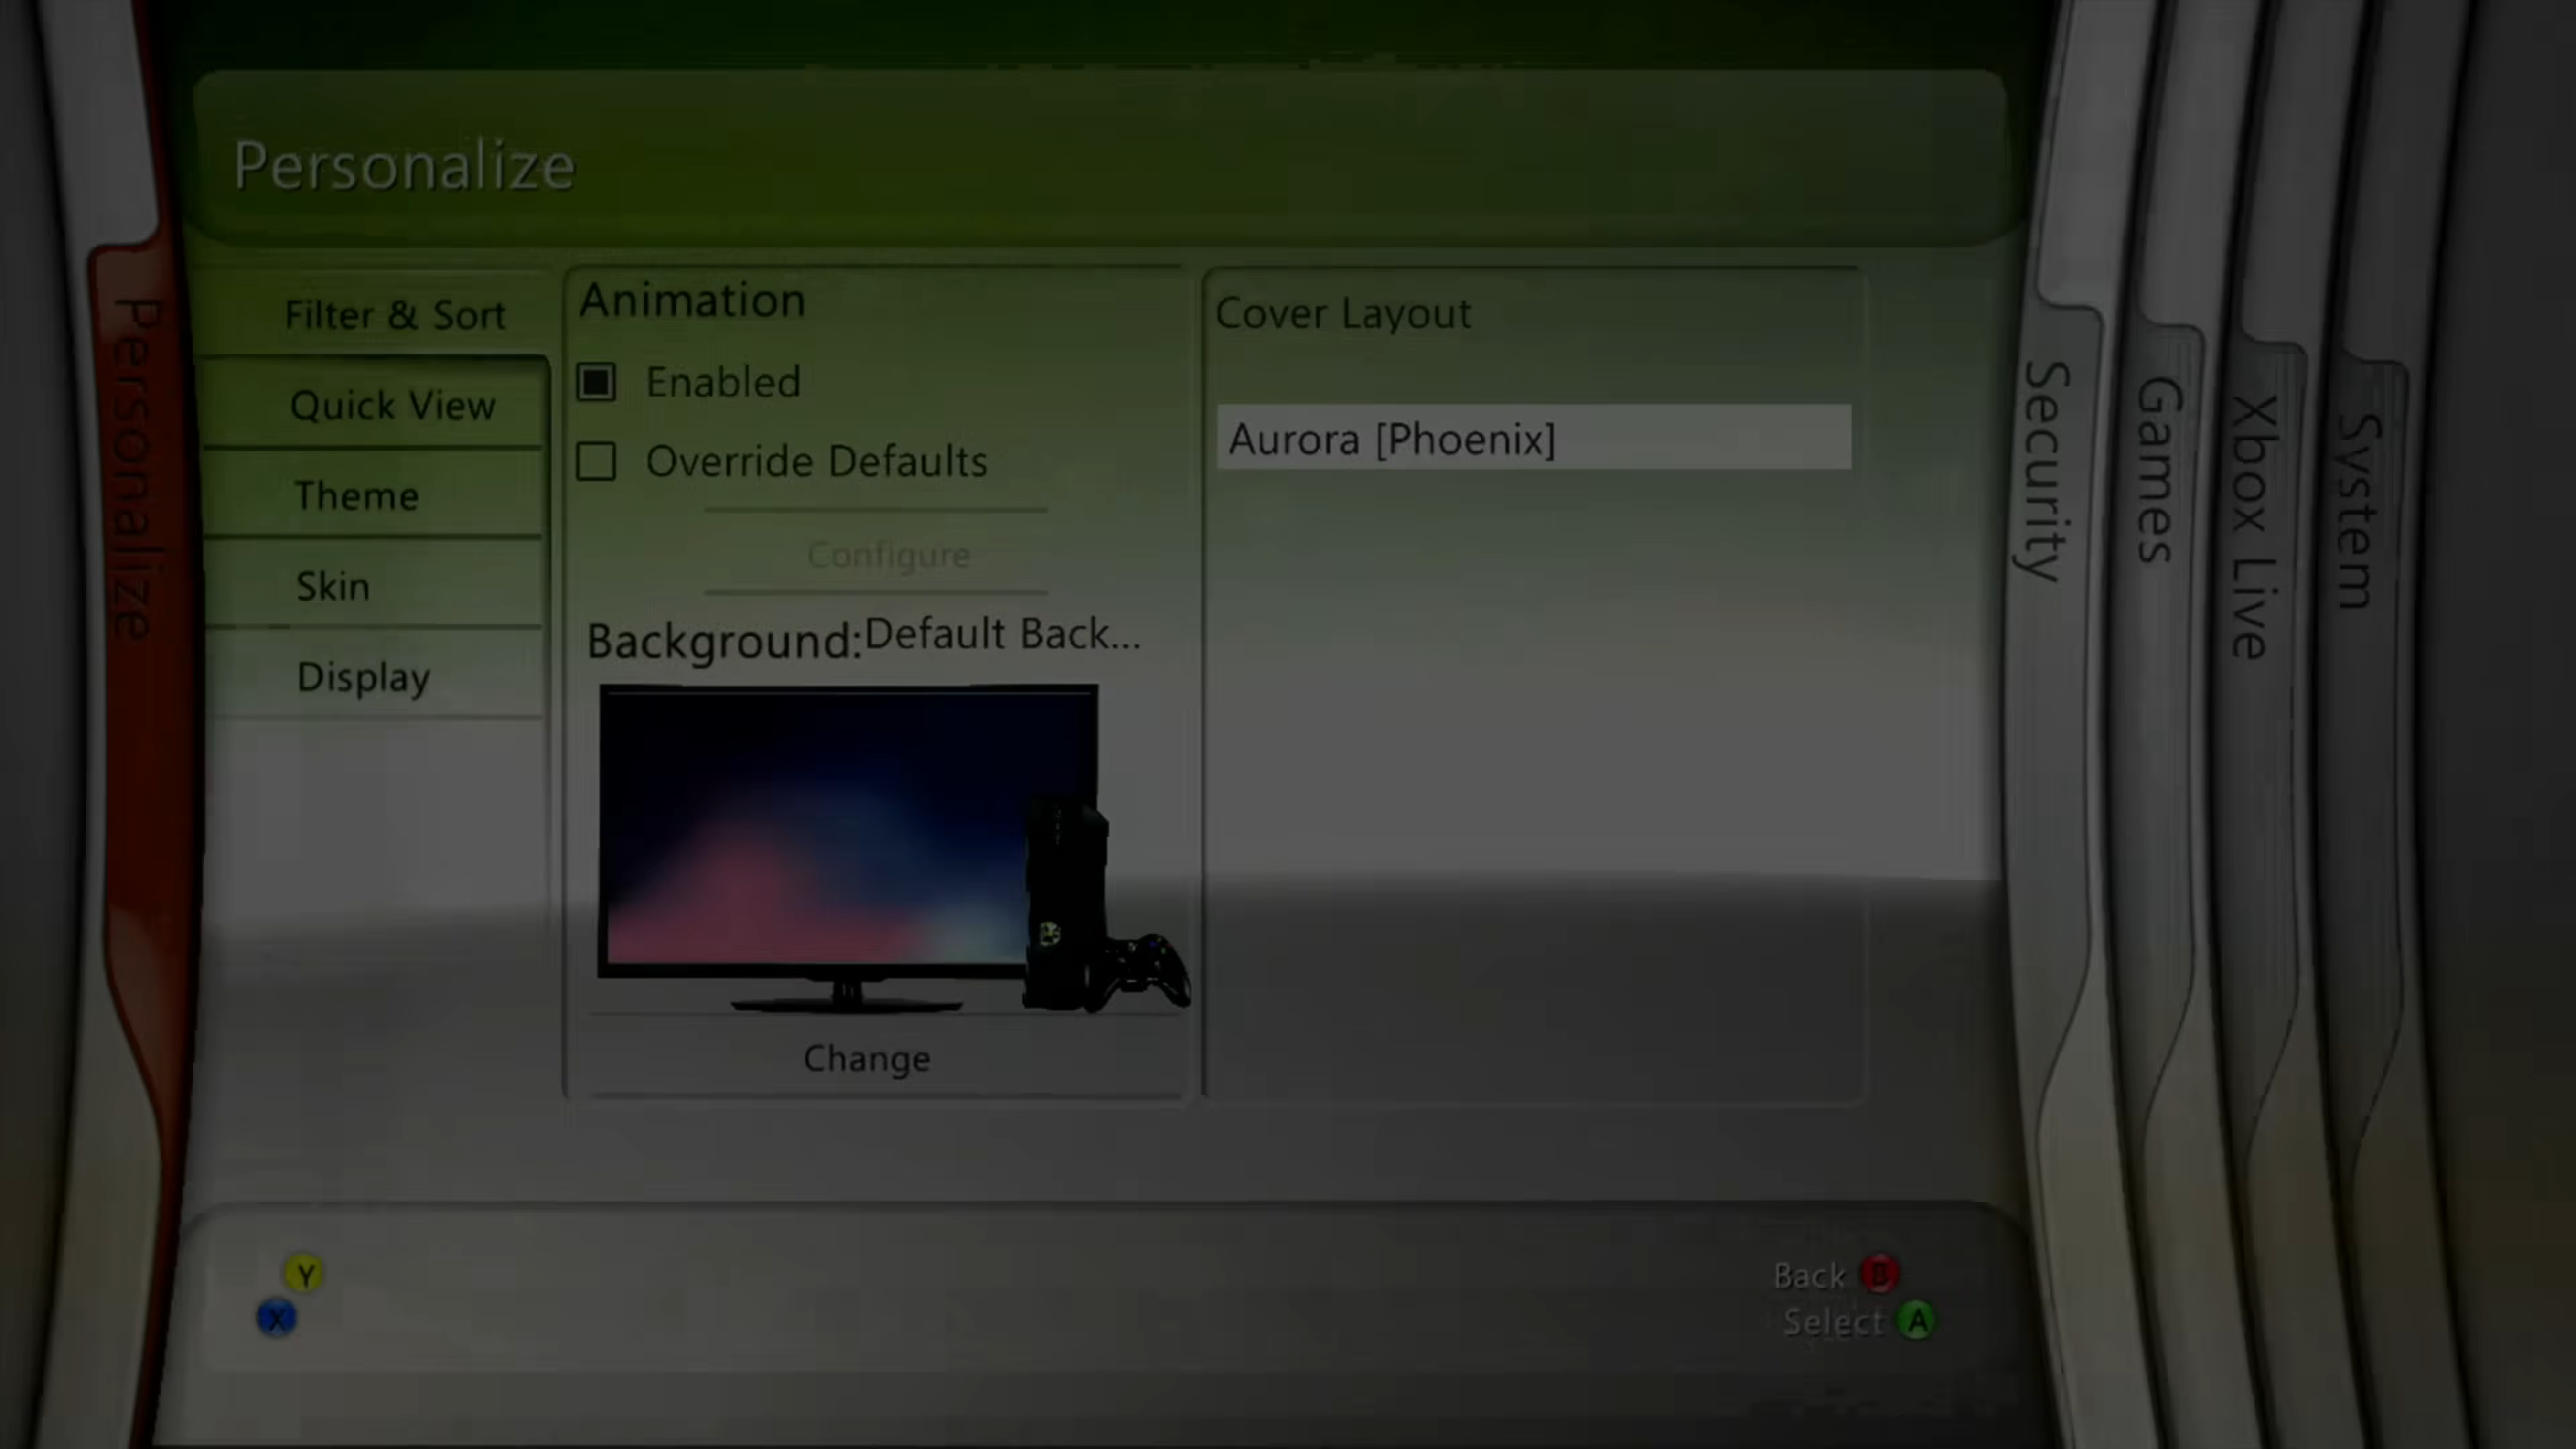 Personalize
Personalize
Filter & Sort
Quick View
Theme
Skin
Display
Animation
Enabled
Override Defaults
Configure
Background:Default Back...
Change
Cover Layout
Aurora [Phoenix]
Security
Games
Xbox Live
System
Y
X
Back B
Select A